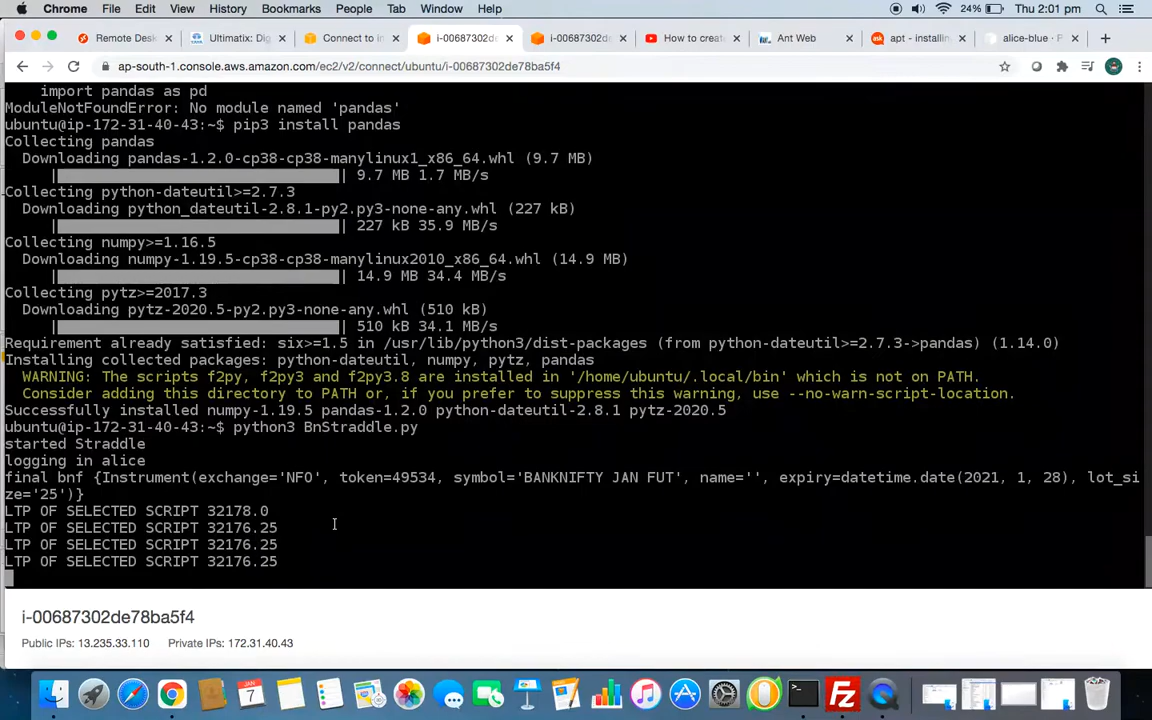 Chrome File Edit View History Bookmarks People Tab Window Help 24% Thu 2:01 pm
Remote Desk
Ultimatix: Dig
Connect to in
i-00687302d
i-00687302d
How to create
Ant Web
apt - installin
alice-blue · P
ap-south-1.console.aws.amazon.com/ec2/v2/connect/ubuntu/i-00687302de78ba5f4
import pandas as pd
ModuleNotFoundError: No module named 'pandas'
ubuntu@ip-172-31-40-43:~$ pip3 install pandas
Collecting pandas
Downloading pandas-1.2.0-cp38-cp38-manylinux1_x86_64.whl (9.7 MB)
| | 9.7 MB 1.7 MB/s
Collecting python-dateutil>=2.7.3
Downloading python_dateutil-2.8.1-py2.py3-none-any.whl (227 kB)
| | 227 kB 35.9 MB/s
Collecting numpy>=1.16.5
Downloading numpy-1.19.5-cp38-cp38-manylinux2010_x86_64.whl (14.9 MB)
| | 14.9 MB 34.4 MB/s
Collecting pytz>=2017.3
Downloading pytz-2020.5-py2.py3-none-any.whl (510 kB)
| | 510 kB 34.1 MB/s
Requirement already satisfied: six>=1.5 in /usr/lib/python3/dist-packages (from python-dateutil>=2.7.3->pandas) (1.14.0)
Installing collected packages: python-dateutil, numpy, pytz, pandas
WARNING: The scripts f2py, f2py3 and f2py3.8 are installed in '/home/ubuntu/.local/bin' which is not on PATH.
Consider adding this directory to PATH or, if you prefer to suppress this warning, use --no-warn-script-location.
Successfully installed numpy-1.19.5 pandas-1.2.0 python-dateutil-2.8.1 pytz-2020.5
ubuntu@ip-172-31-40-43:~$ python3 BnStraddle.py
started Straddle
logging in alice
final bnf {Instrument(exchange='NFO', token=49534, symbol='BANKNIFTY JAN FUT', name='', expiry=datetime.date(2021, 1, 28), lot_si
ze='25')}
LTP OF SELECTED SCRIPT 32178.0
LTP OF SELECTED SCRIPT 32176.25
LTP OF SELECTED SCRIPT 32176.25
LTP OF SELECTED SCRIPT 32176.25
i-00687302de78ba5f4
Public IPs: 13.235.33.110 Private IPs: 172.31.40.43
JAN
7
Fz